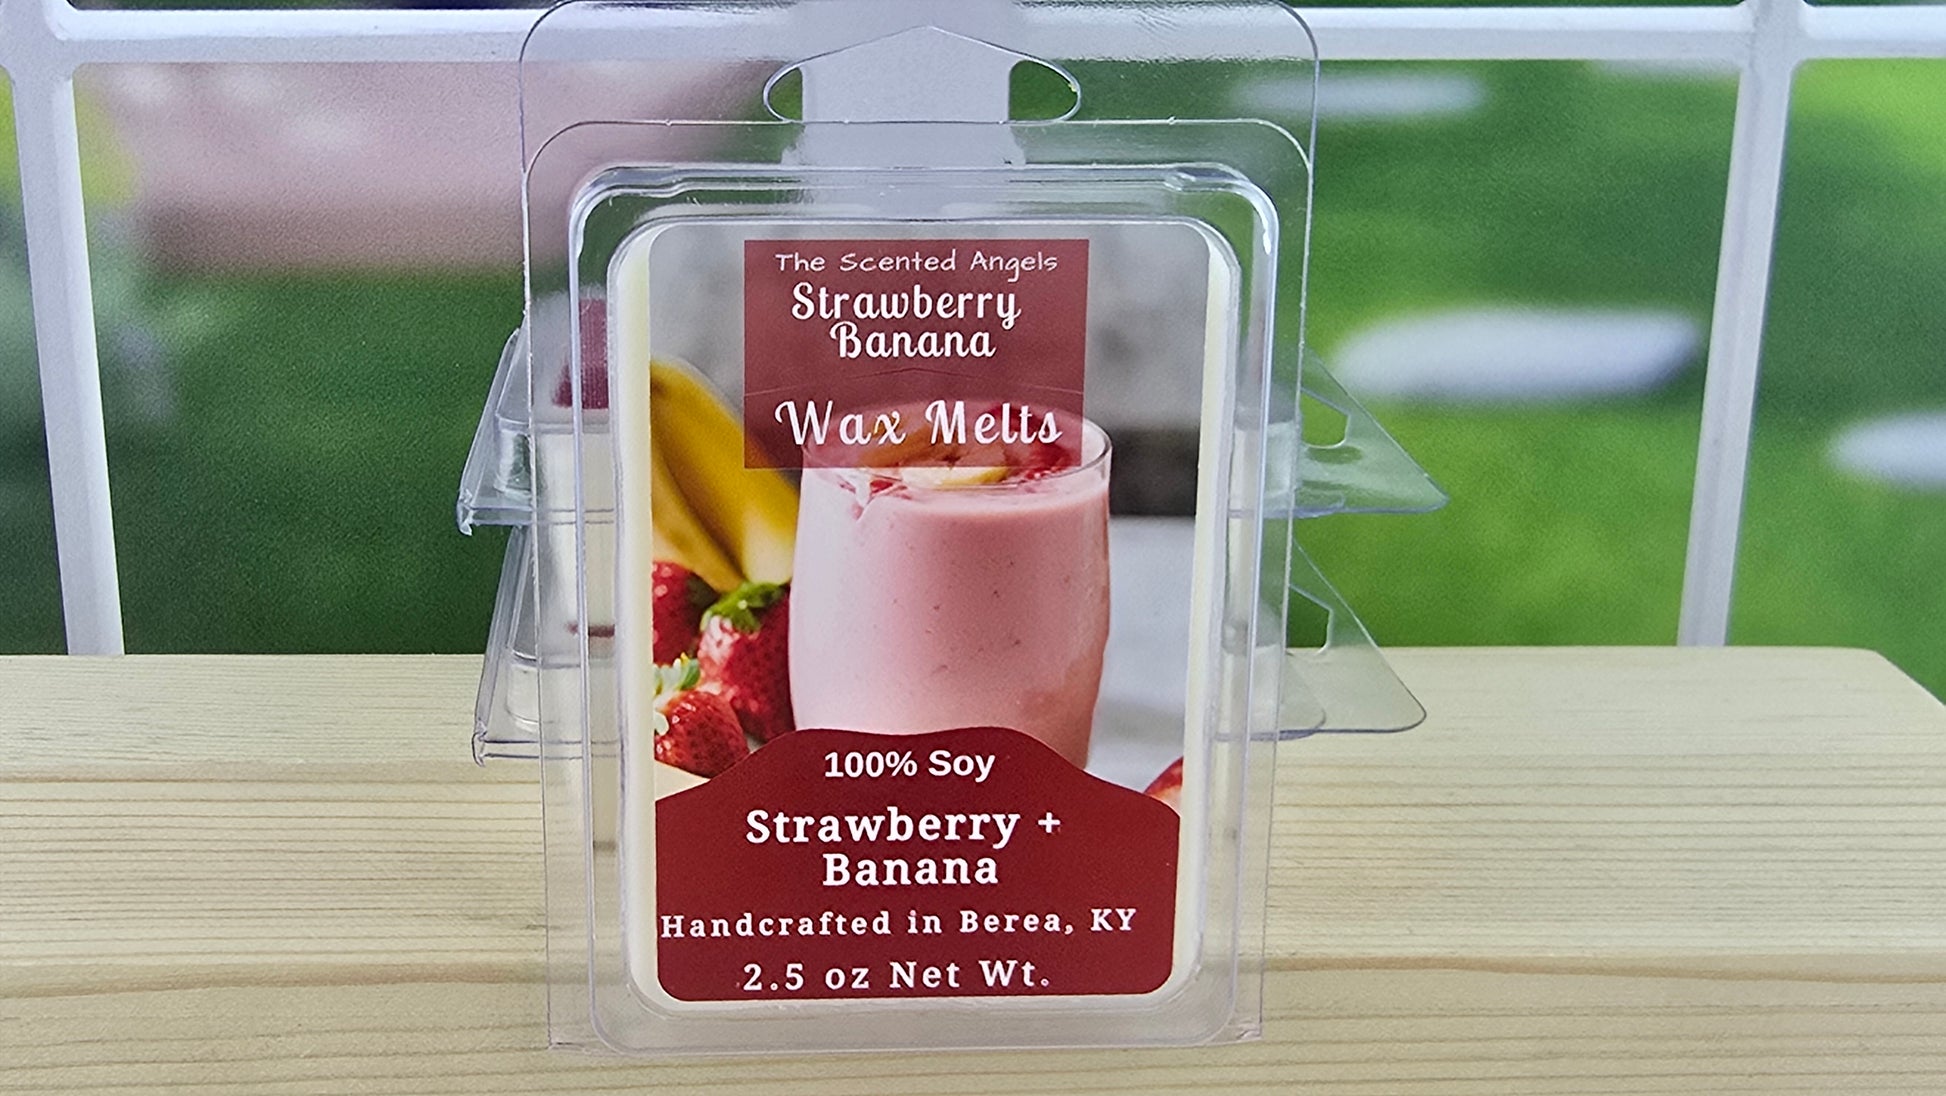 The Scented Angels
Strawberry
Banana
Wax Melts
100% Soy
Strawberry +
Banana
Handcrafted in Berea, KY
2.5 oz Net Wt.